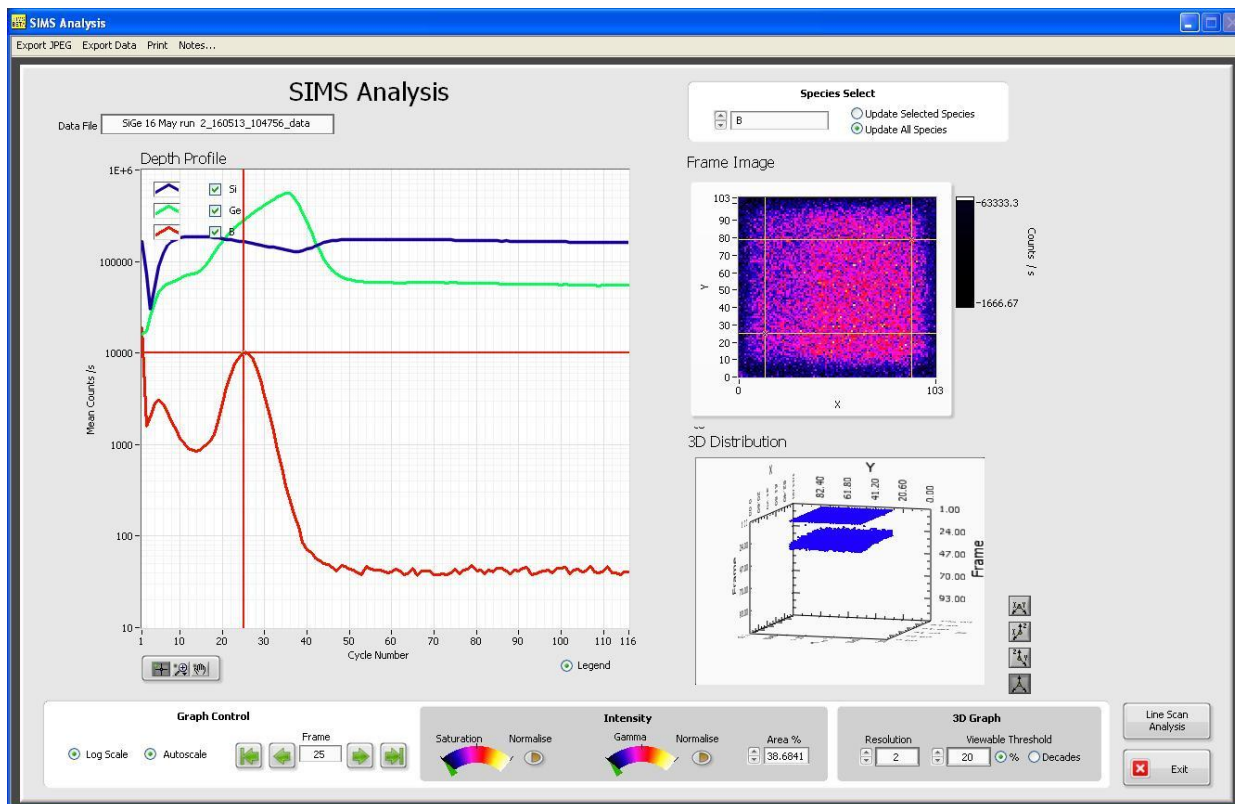 SIMS Analysis
Export JPEG Export Data Print Notes...
SIMS Analysis
Data File SiGe 16 May run 2_160513_104756_data
Species Select
B
Update Selected Species
Update All Species
Depth Profile
1E+6
100000
10000
1000
100
10
Mean Counts /s
Si
Ge
B
1 10 20 30 40 50 60 70 80 90 100 110 116
Cycle Number
Legend
Frame Image
103
90
80
70
60
50
40
30
20
10
0
Y
0 103
X
63333.3
1666.67
Counts / s
3D Distribution
Y
82.40 61.80 41.20 20.60 0.00
1.00
24.00
47.00
70.00
93.00
Frame
Frame
Graph Control
Log Scale Autoscale
Frame
25
Intensity
Saturation Normalise Gamma Normalise Area %
38.6841
3D Graph
Resolution Viewable Threshold
2 20 % Decades
Line Scan
Analysis
Exit